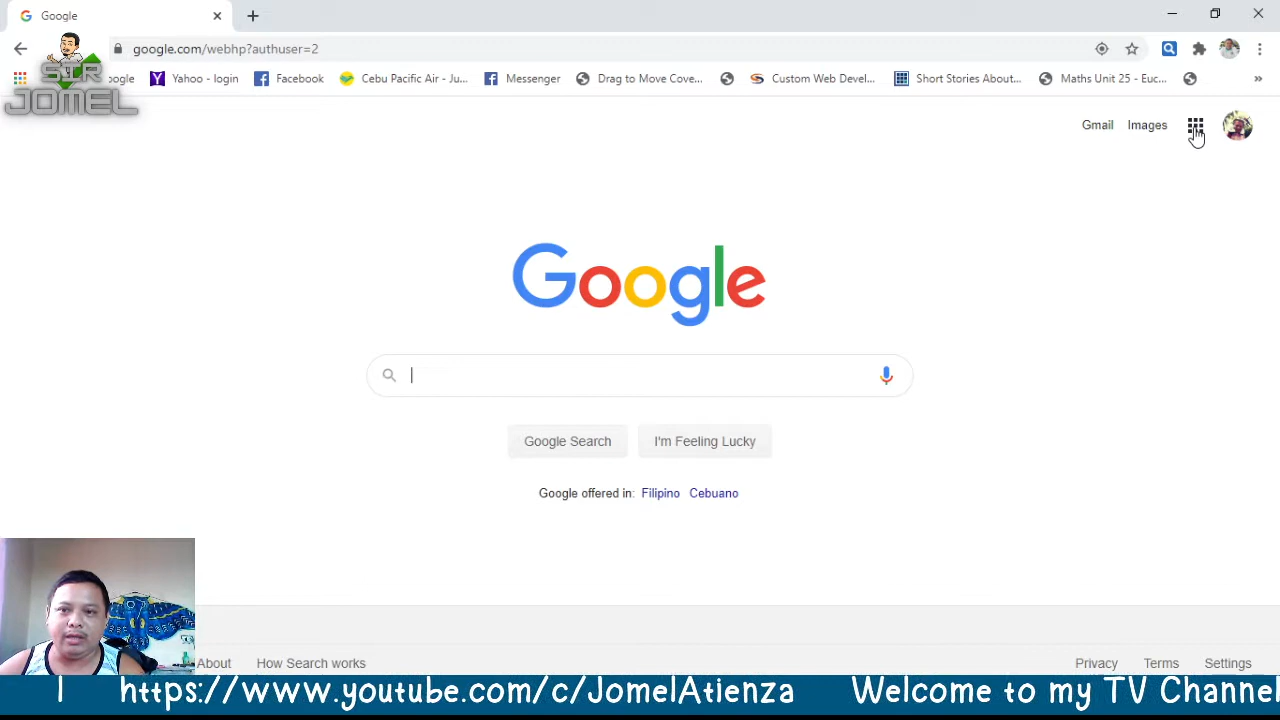 Google
google.com/webhp?authuser=2
SIR
JOMEL
ogle
Yahoo - login
Facebook
Cebu Pacific Air - Ju...
Messenger
Drag to Move Cove...
Custom Web Devel...
Short Stories About...
Maths Unit 25 - Euc...
»
Gmail Images
Google
Google Search I'm Feeling Lucky
Google offered in: Filipino Cebuano
About How Search works Privacy Terms Settings
https://www.youtube.com/c/JomelAtienza Welcome to my TV Channel